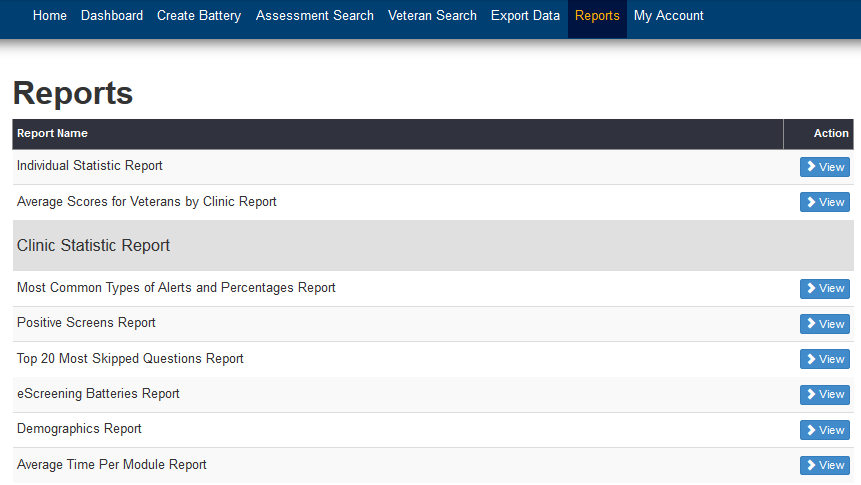 Home Dashboard Create Battery Assessment Search Veteran Search Export Data Reports My Account
Reports
Report Name Action
Individual Statistic Report View
Average Scores for Veterans by Clinic Report View
Clinic Statistic Report
Most Common Types of Alerts and Percentages Report View
Positive Screens Report View
Top 20 Most Skipped Questions Report View
eScreening Batteries Report View
Demographics Report View
Average Time Per Module Report View